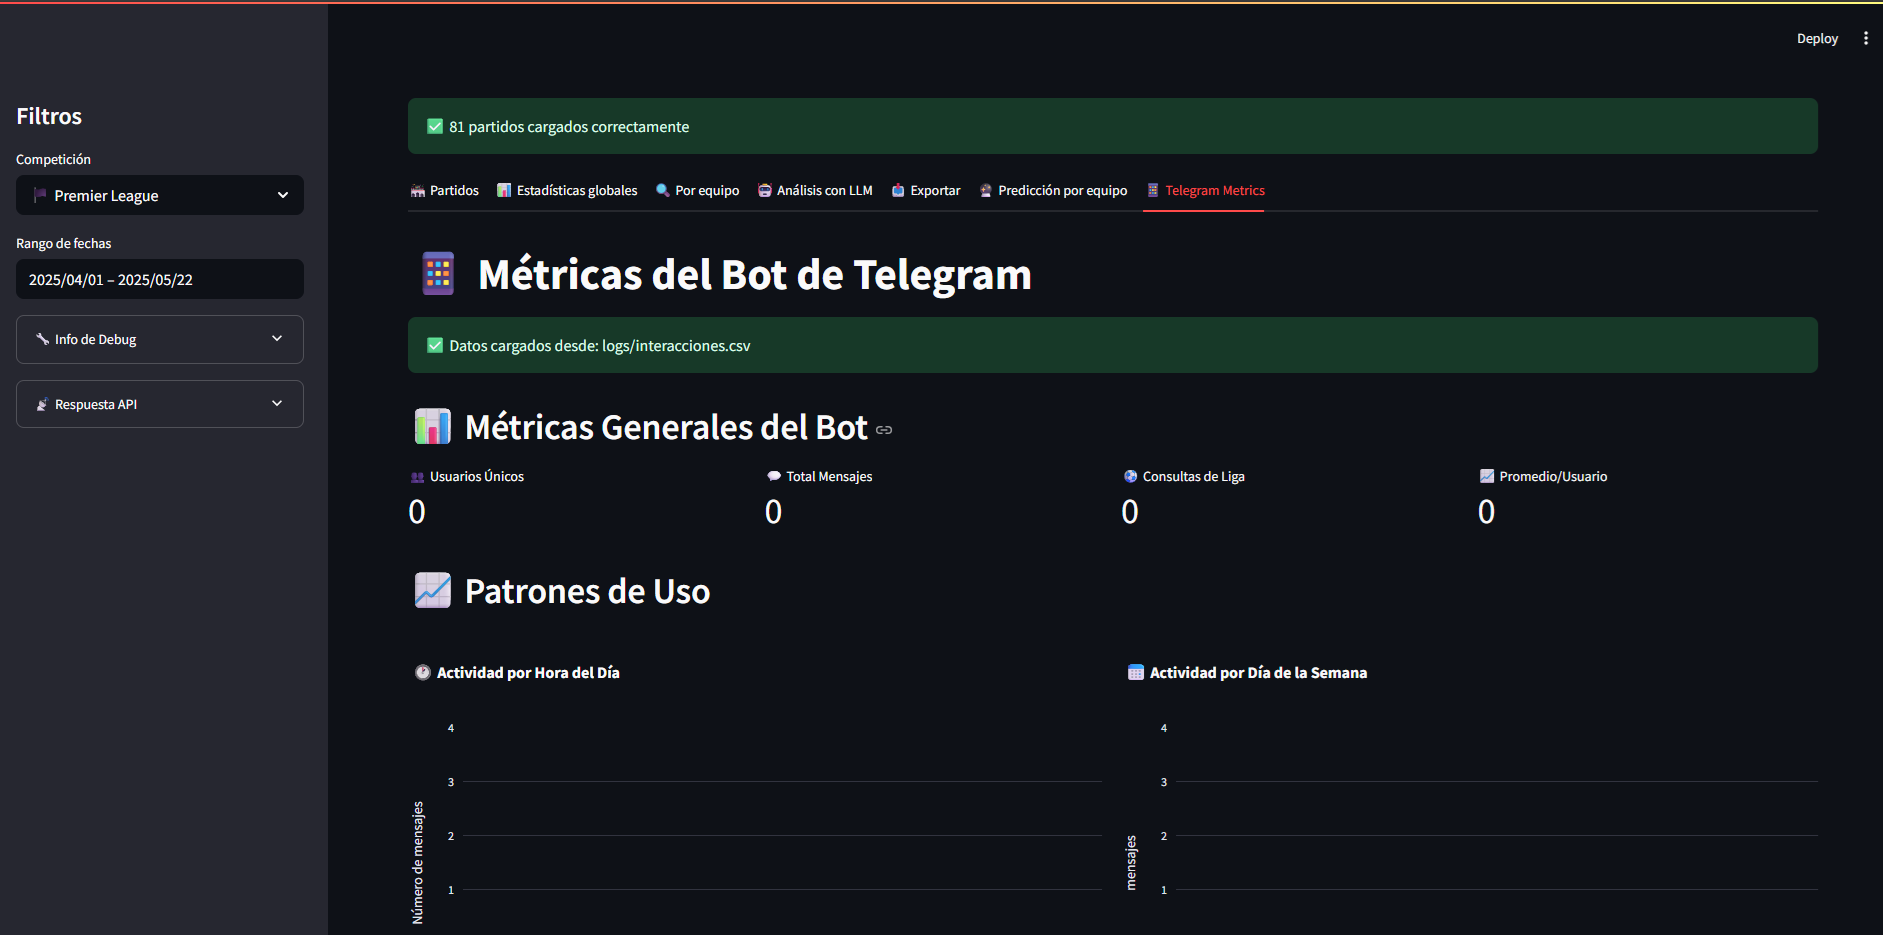 Deploy
Filtros
Competición
Premier League
Rango de fechas
2025/04/01 – 2025/05/22
Info de Debug
Respuesta API
81 partidos cargados correctamente
Partidos
Estadísticas globales
Por equipo
Análisis con LLM
Exportar
Predicción por equipo
Telegram Metrics
Métricas del Bot de Telegram
Datos cargados desde: logs/interacciones.csv
Métricas Generales del Bot
Usuarios Únicos
0
Total Mensajes
0
Consultas de Liga
0
Promedio/Usuario
0
Patrones de Uso
Actividad por Hora del Día
4
3
2
1
Número de mensajes
Actividad por Día de la Semana
4
3
2
1
mensajes